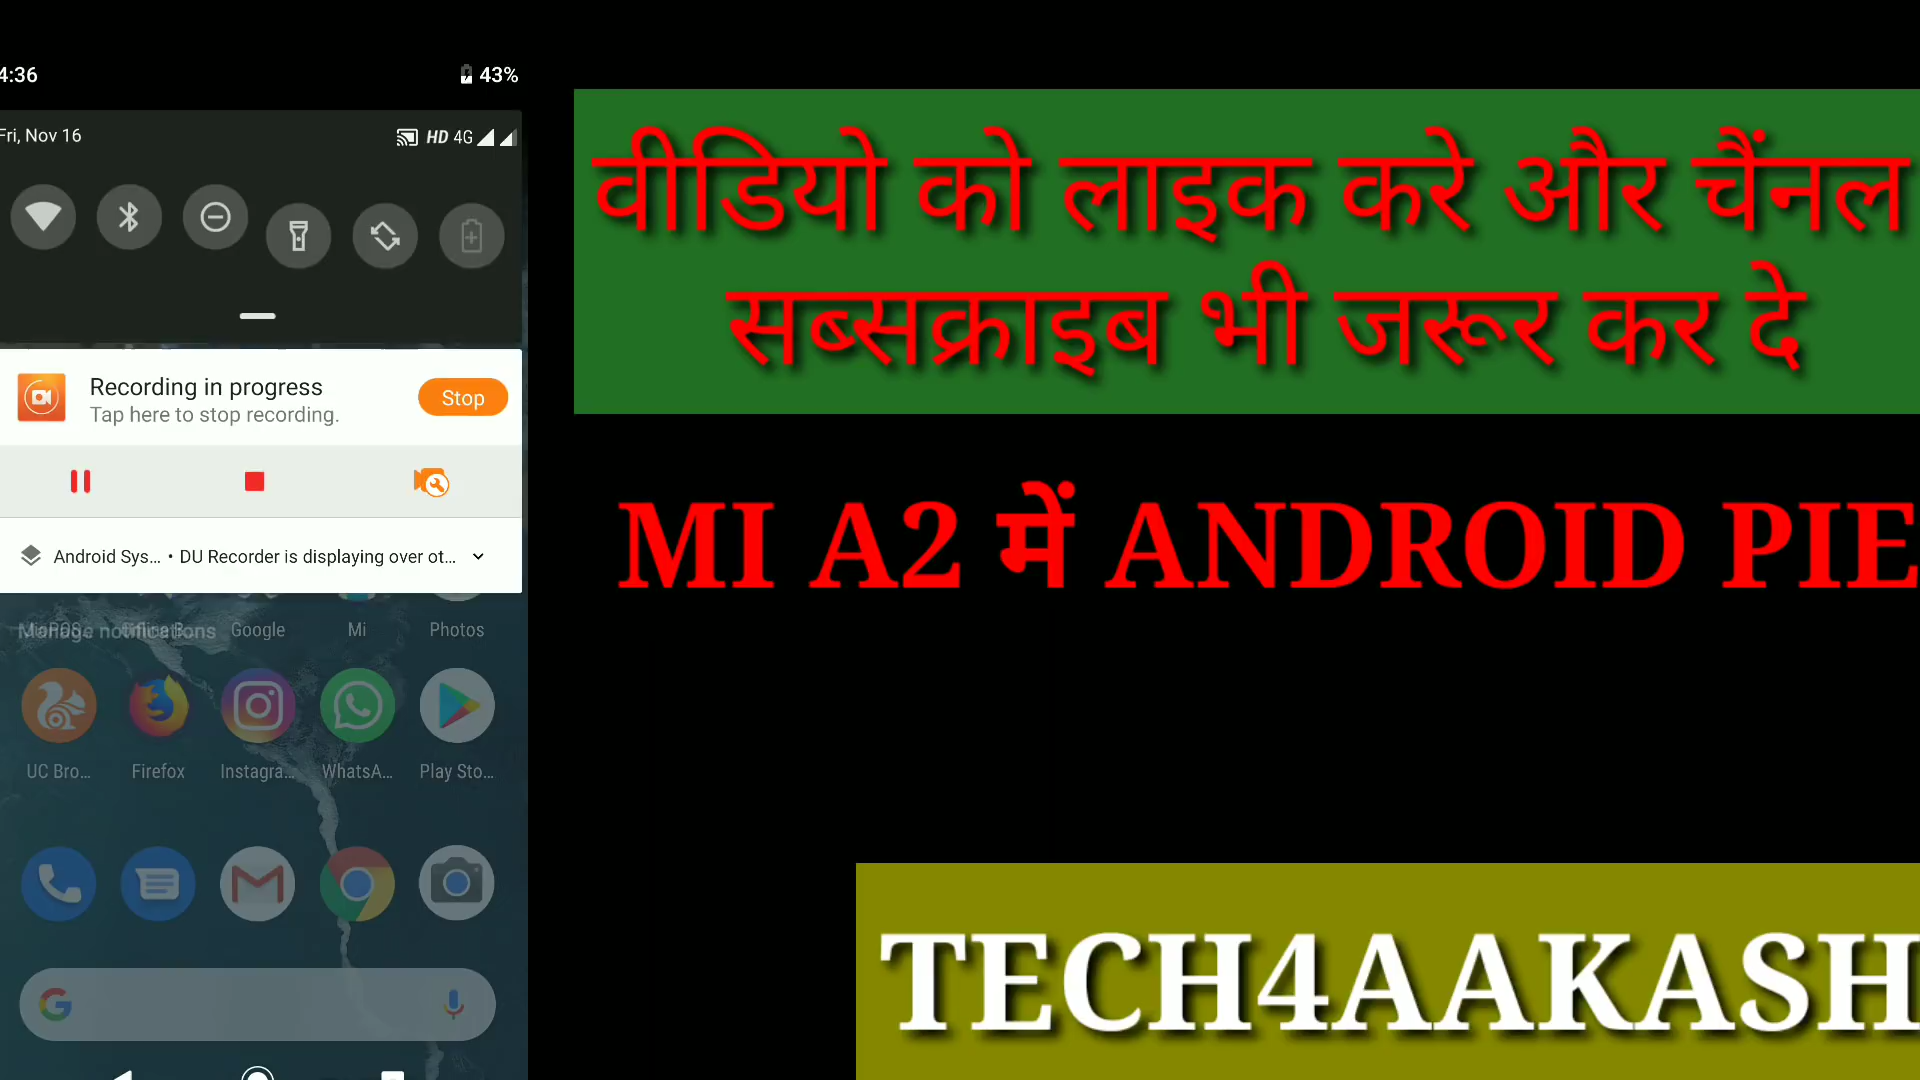 4:36
43%
Fri, Nov 16
HD 4G
Recording in progress
Tap here to stop recording.
Stop
Android Sys... • DU Recorder is displaying over ot...
Manage notifications
Google
Mi
Photos
UC Bro...
Firefox
Instagra...
WhatsA...
Play Sto...
वीडियो को लाइक करे और चैंनल
सब्सक्राइब भी जरूर कर दे
MI A2 में ANDROID PIE
TECH4AAKASH